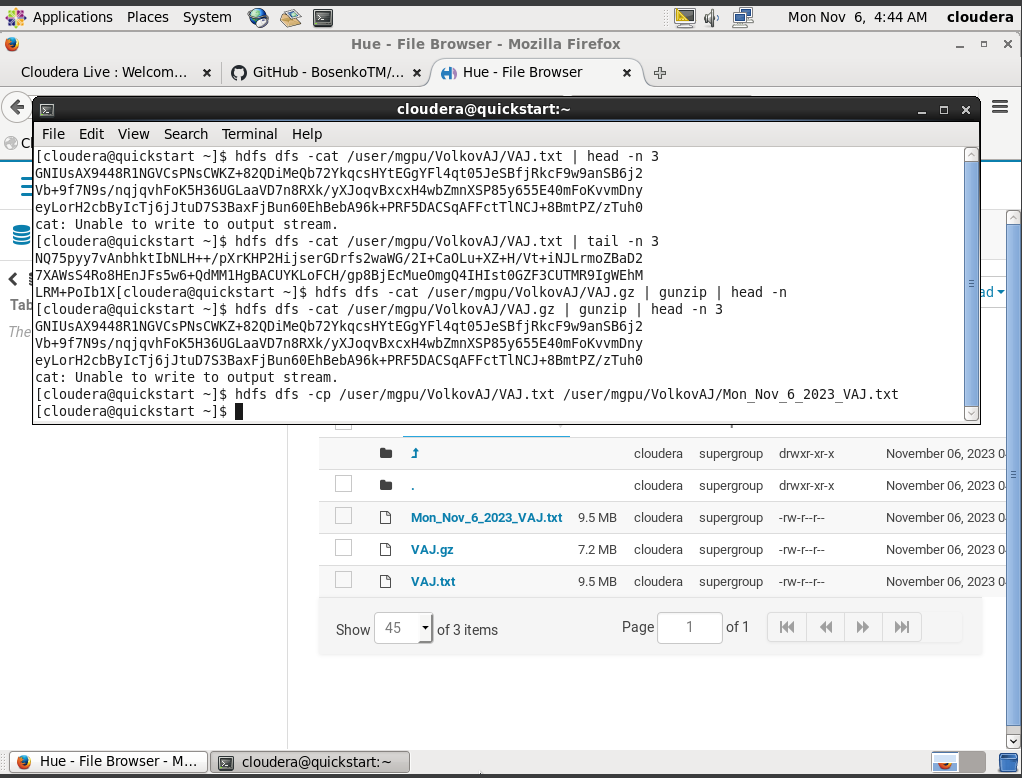 Applications Places System Mon Nov 6, 4:44 AM cloudera
Hue - File Browser - Mozilla Firefox
Cloudera Live : Welcom... GitHub - BosenkoTM/... Hue - File Browser
cloudera@quickstart:~
File Edit View Search Terminal Help
[cloudera@quickstart ~]$ hdfs dfs -cat /user/mgpu/VolkovAJ/VAJ.txt | head -n 3
GNIUsAX9448R1NGVCsPNsCWKZ+82QDiMeQb72YkqcsHYtEGgYFl4qt05JeSBfjRkcF9w9anSB6j2
Vb+9f7N9s/nqjqvhFoK5H36UGLaaVD7n8RXk/yXJoqvBxcxH4wbZmnXSP85y655E40mFoKvvmDny
eyLorH2cbByIcTj6jJtuD7S3BaxFjBun60EhBebA96k+PRF5DACSqAFFctTlNCJ+8BmtPZ/zTuh0
cat: Unable to write to output stream.
[cloudera@quickstart ~]$ hdfs dfs -cat /user/mgpu/VolkovAJ/VAJ.txt | tail -n 3
NQ75pyy7vAnbhktIbNLH++/pXrKHP2HijserGDrfs2waWG/2I+CaOLu+XZ+H/Vt+iNJLrmoZBaD2
7XAWsS4Ro8HEnJFs5w6+QdMM1HgBACUYKLoFCH/gp8BjEcMueOmgQ4IHIst0GZF3CUTMR9IgWEhM
LRM+PoIb1X[cloudera@quickstart ~]$ hdfs dfs -cat /user/mgpu/VolkovAJ/VAJ.gz | gunzip | head -n
[cloudera@quickstart ~]$ hdfs dfs -cat /user/mgpu/VolkovAJ/VAJ.gz | gunzip | head -n 3
GNIUsAX9448R1NGVCsPNsCWKZ+82QDiMeQb72YkqcsHYtEGgYFl4qt05JeSBfjRkcF9w9anSB6j2
Vb+9f7N9s/nqjqvhFoK5H36UGLaaVD7n8RXk/yXJoqvBxcxH4wbZmnXSP85y655E40mFoKvvmDny
eyLorH2cbByIcTj6jJtuD7S3BaxFjBun60EhBebA96k+PRF5DACSqAFFctTlNCJ+8BmtPZ/zTuh0
cat: Unable to write to output stream.
[cloudera@quickstart ~]$ hdfs dfs -cp /user/mgpu/VolkovAJ/VAJ.txt /user/mgpu/VolkovAJ/Mon_Nov_6_2023_VAJ.txt
[cloudera@quickstart ~]$
cloudera supergroup drwxr-xr-x November 06, 2023 0
. cloudera supergroup drwxr-xr-x November 06, 2023 0
Mon_Nov_6_2023_VAJ.txt 9.5 MB cloudera supergroup -rw-r--r-- November 06, 2023 0
VAJ.gz 7.2 MB cloudera supergroup -rw-r--r-- November 06, 2023 0
VAJ.txt 9.5 MB cloudera supergroup -rw-r--r-- November 06, 2023 0
Show 45 of 3 items Page 1 of 1
Hue - File Browser - M... cloudera@quickstart:~